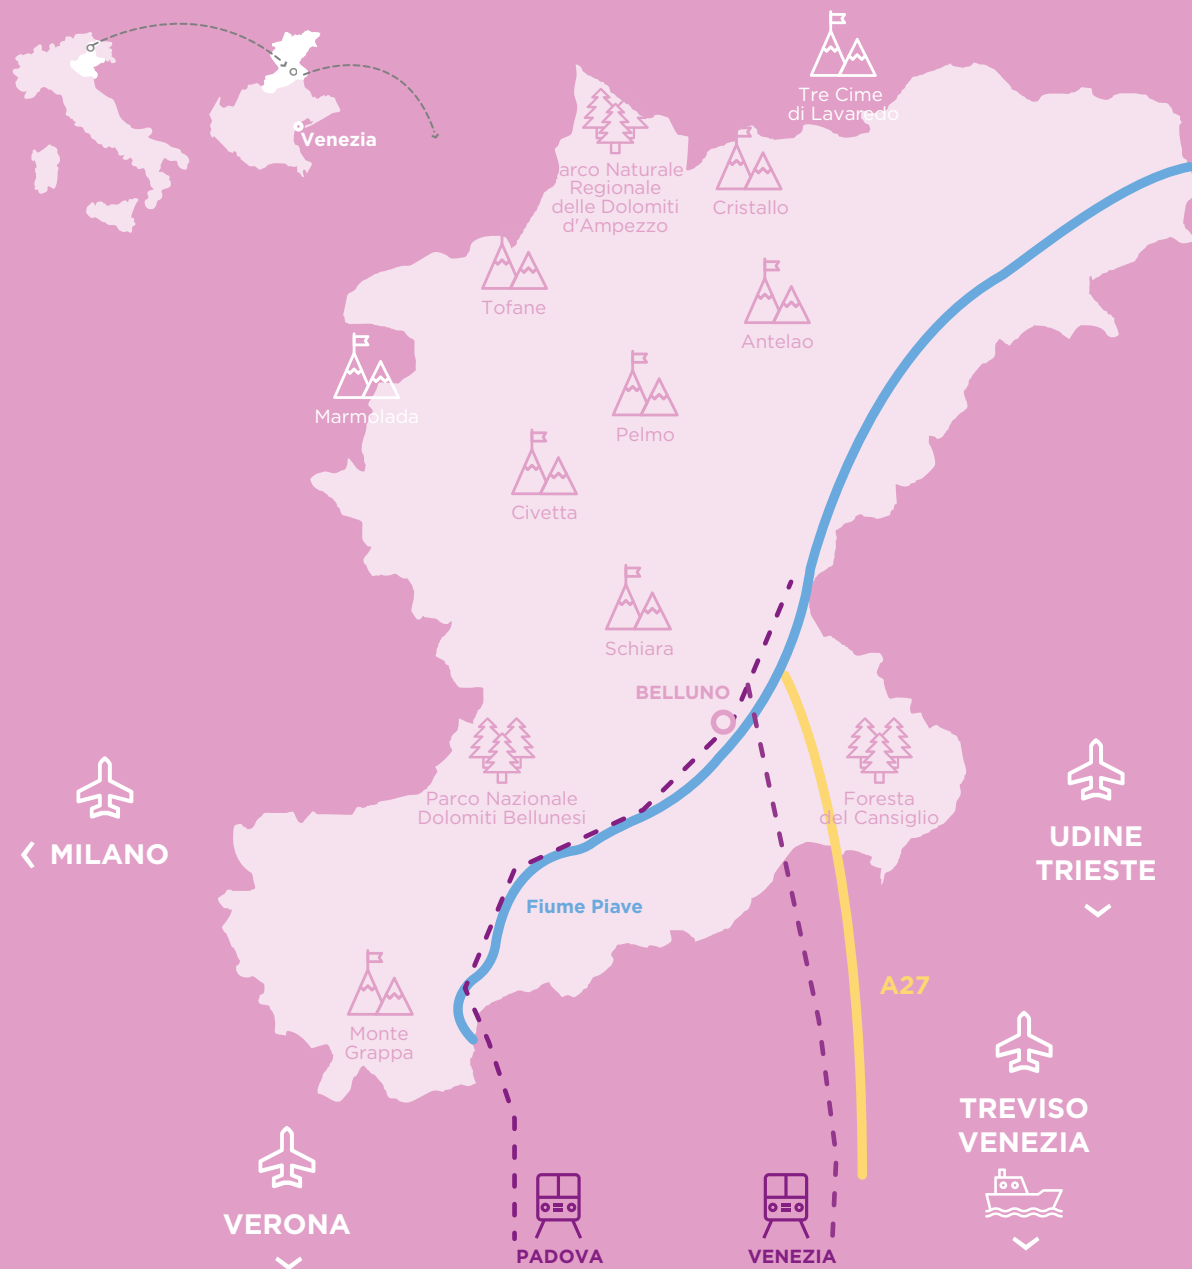 Tre Cime
di Lavaredo
Venezia
arco Naturale
Regionale
delle Dolomiti
d'Ampezzo
Cristallo
Tofane
Antelao
Marmolada
Pelmo
Civetta
Schiara
BELLUNO
Parco Nazionale
Dolomiti Bellunesi
Foresta
del Cansiglio
MILANO
UDINE
TRIESTE
Fiume Piave
A27
Monte
Grappa
TREVISO
VENEZIA
VERONA
PADOVA
VENEZIA